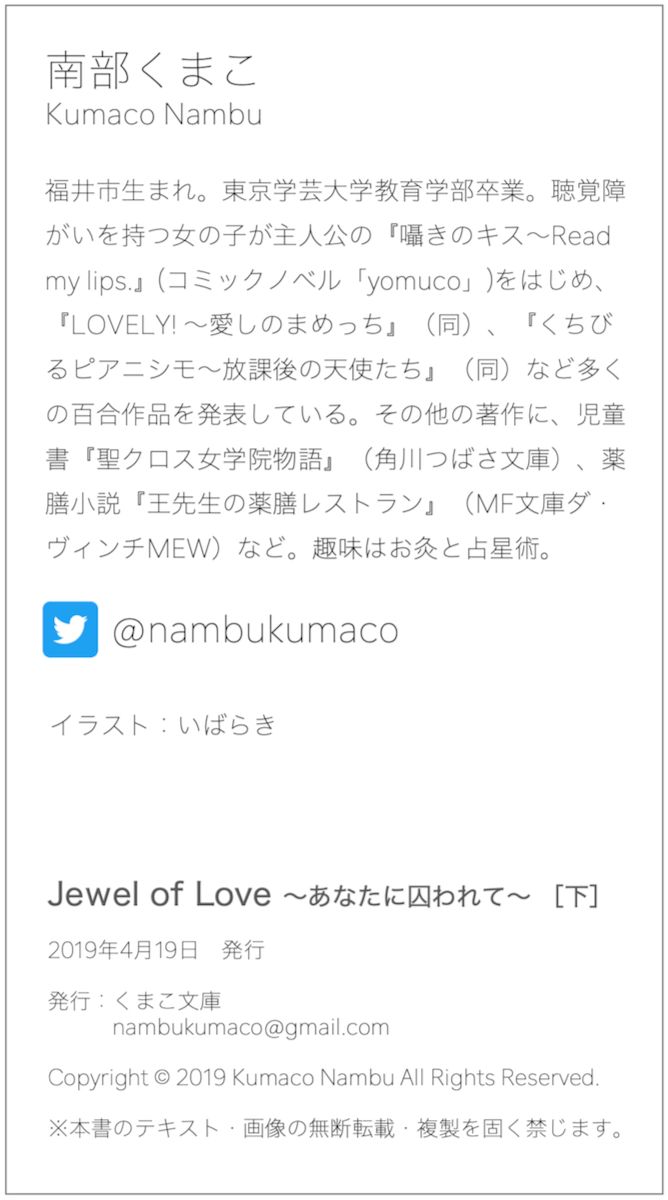 南部くまこ
Kumaco Nambu
福井市生まれ。東京学芸大学教育学部卒業。聴覚障
がいを持つ女の子が主人公の『囁きのキス〜Read
my lips.』(コミックノベル「yomuco」)をはじめ、
『LOVELY! 〜愛しのまめっち』（同）、『くちび
るピアニシモ〜放課後の天使たち』（同）など多く
の百合作品を発表している。その他の著作に、児童
書『聖クロス女学院物語』（角川つばさ文庫）、薬
膳小説『王先生の薬膳レストラン』（MF文庫ダ・
ヴィンチMEW）など。趣味はお灸と占星術。
@nambukumaco
イラスト：いばらき
Jewel of Love 〜あなたに囚われて〜 ［下］
2019年4月19日　発行
発行：くまこ文庫
nambukumaco@gmail.com
Copyright © 2019 Kumaco Nambu All Rights Reserved.
※本書のテキスト・画像の無断転載・複製を固く禁じます。